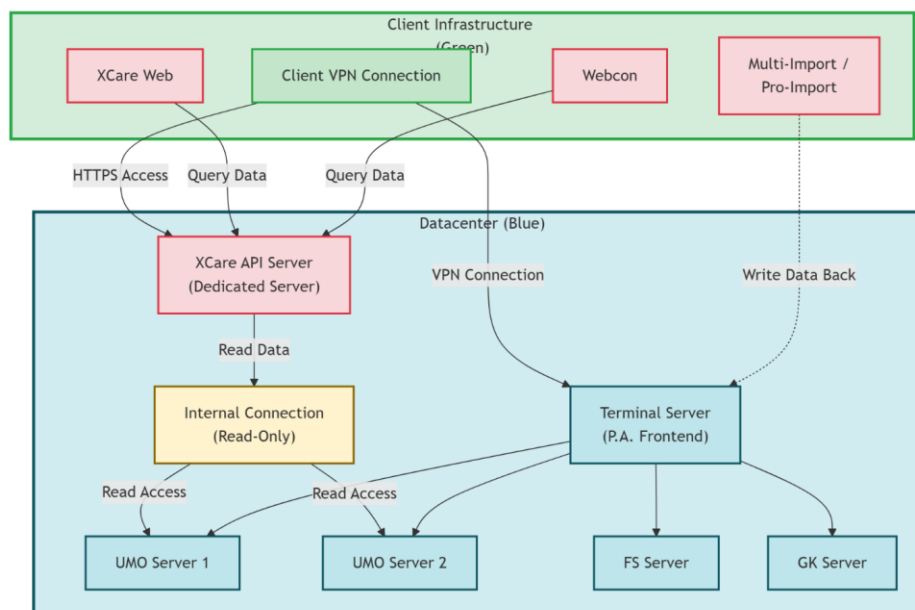 Client Infrastructure
(Green)
XCare Web
Client VPN Connection
Webcon
Multi-Import /
Pro-Import
HTTPS Access
Query Data
Query Data
Datacenter (Blue)
XCare API Server
(Dedicated Server)
VPN Connection
Write Data Back
Read Data
Internal Connection
(Read-Only)
Terminal Server
(P.A. Frontend)
Read Access
Read Access
UMO Server 1
UMO Server 2
FS Server
GK Server